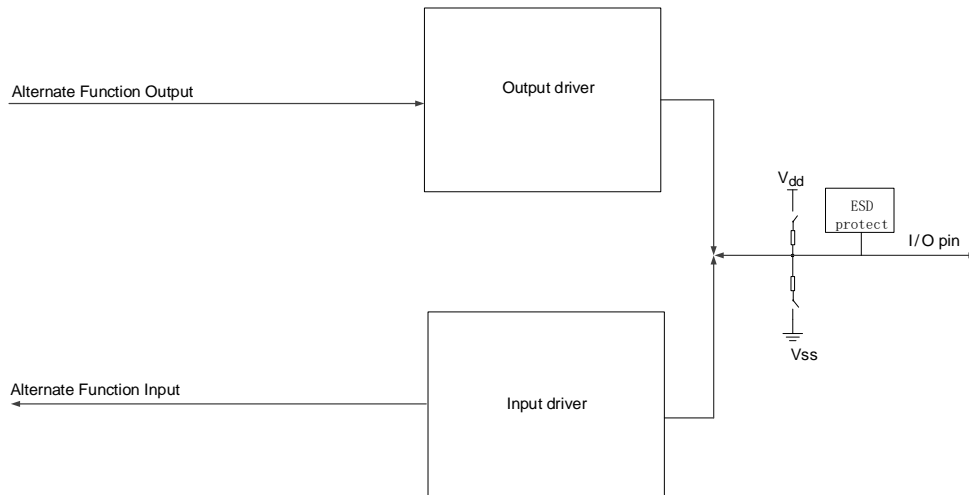 Alternate Function Output
Output driver
Vdd
ESD
protect
I/O pin
Vss
Alternate Function Input
Input driver